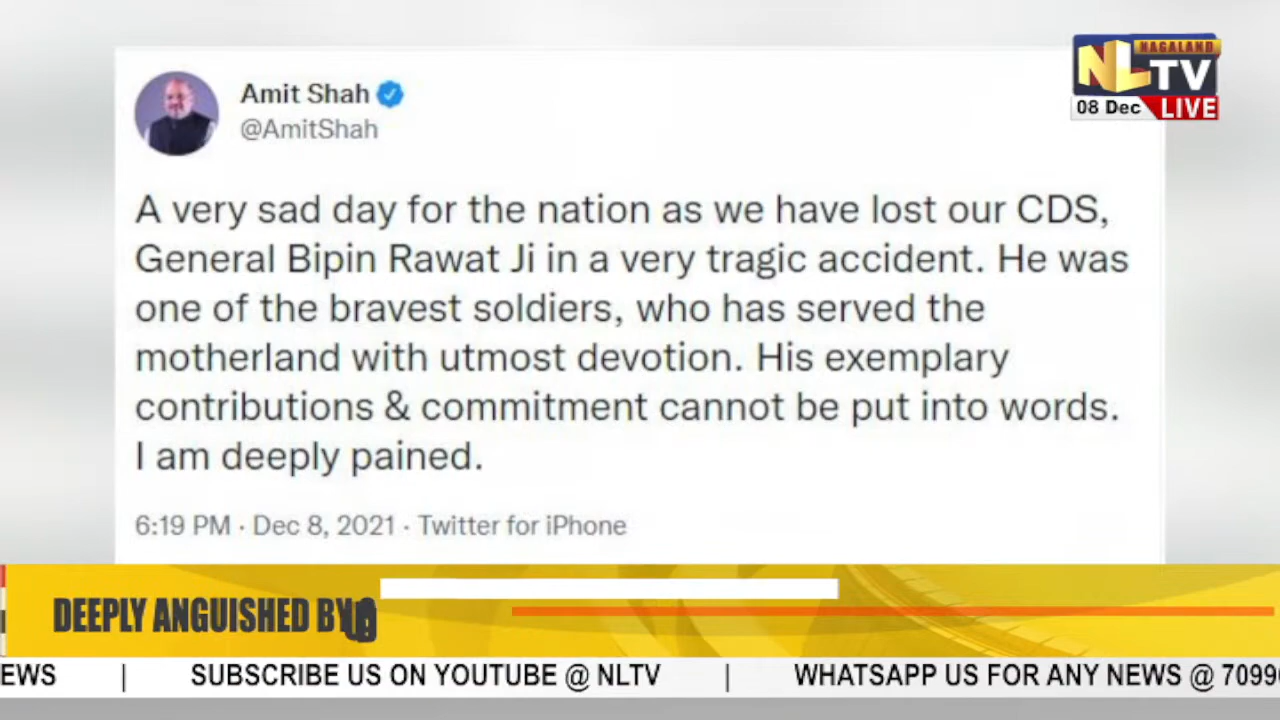 NAGALAND
NLTV
08 Dec LIVE
Amit Shah
@AmitShah
A very sad day for the nation as we have lost our CDS,
General Bipin Rawat Ji in a very tragic accident. He was
one of the bravest soldiers, who has served the
motherland with utmost devotion. His exemplary
contributions & commitment cannot be put into words.
I am deeply pained.
6:19 PM · Dec 8, 2021 · Twitter for iPhone
DEEPLY ANGUISHED BY
EWS | SUBSCRIBE US ON YOUTUBE @ NLTV | WHATSAPP US FOR ANY NEWS @ 7099